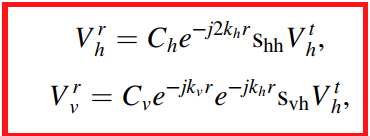 $V_h^r = C_h e^{-j2k_h r} s_{hh} V_h^t,$
$V_v^r = C_v e^{-jk_v r} e^{-jk_h r} s_{vh} V_h^t,$